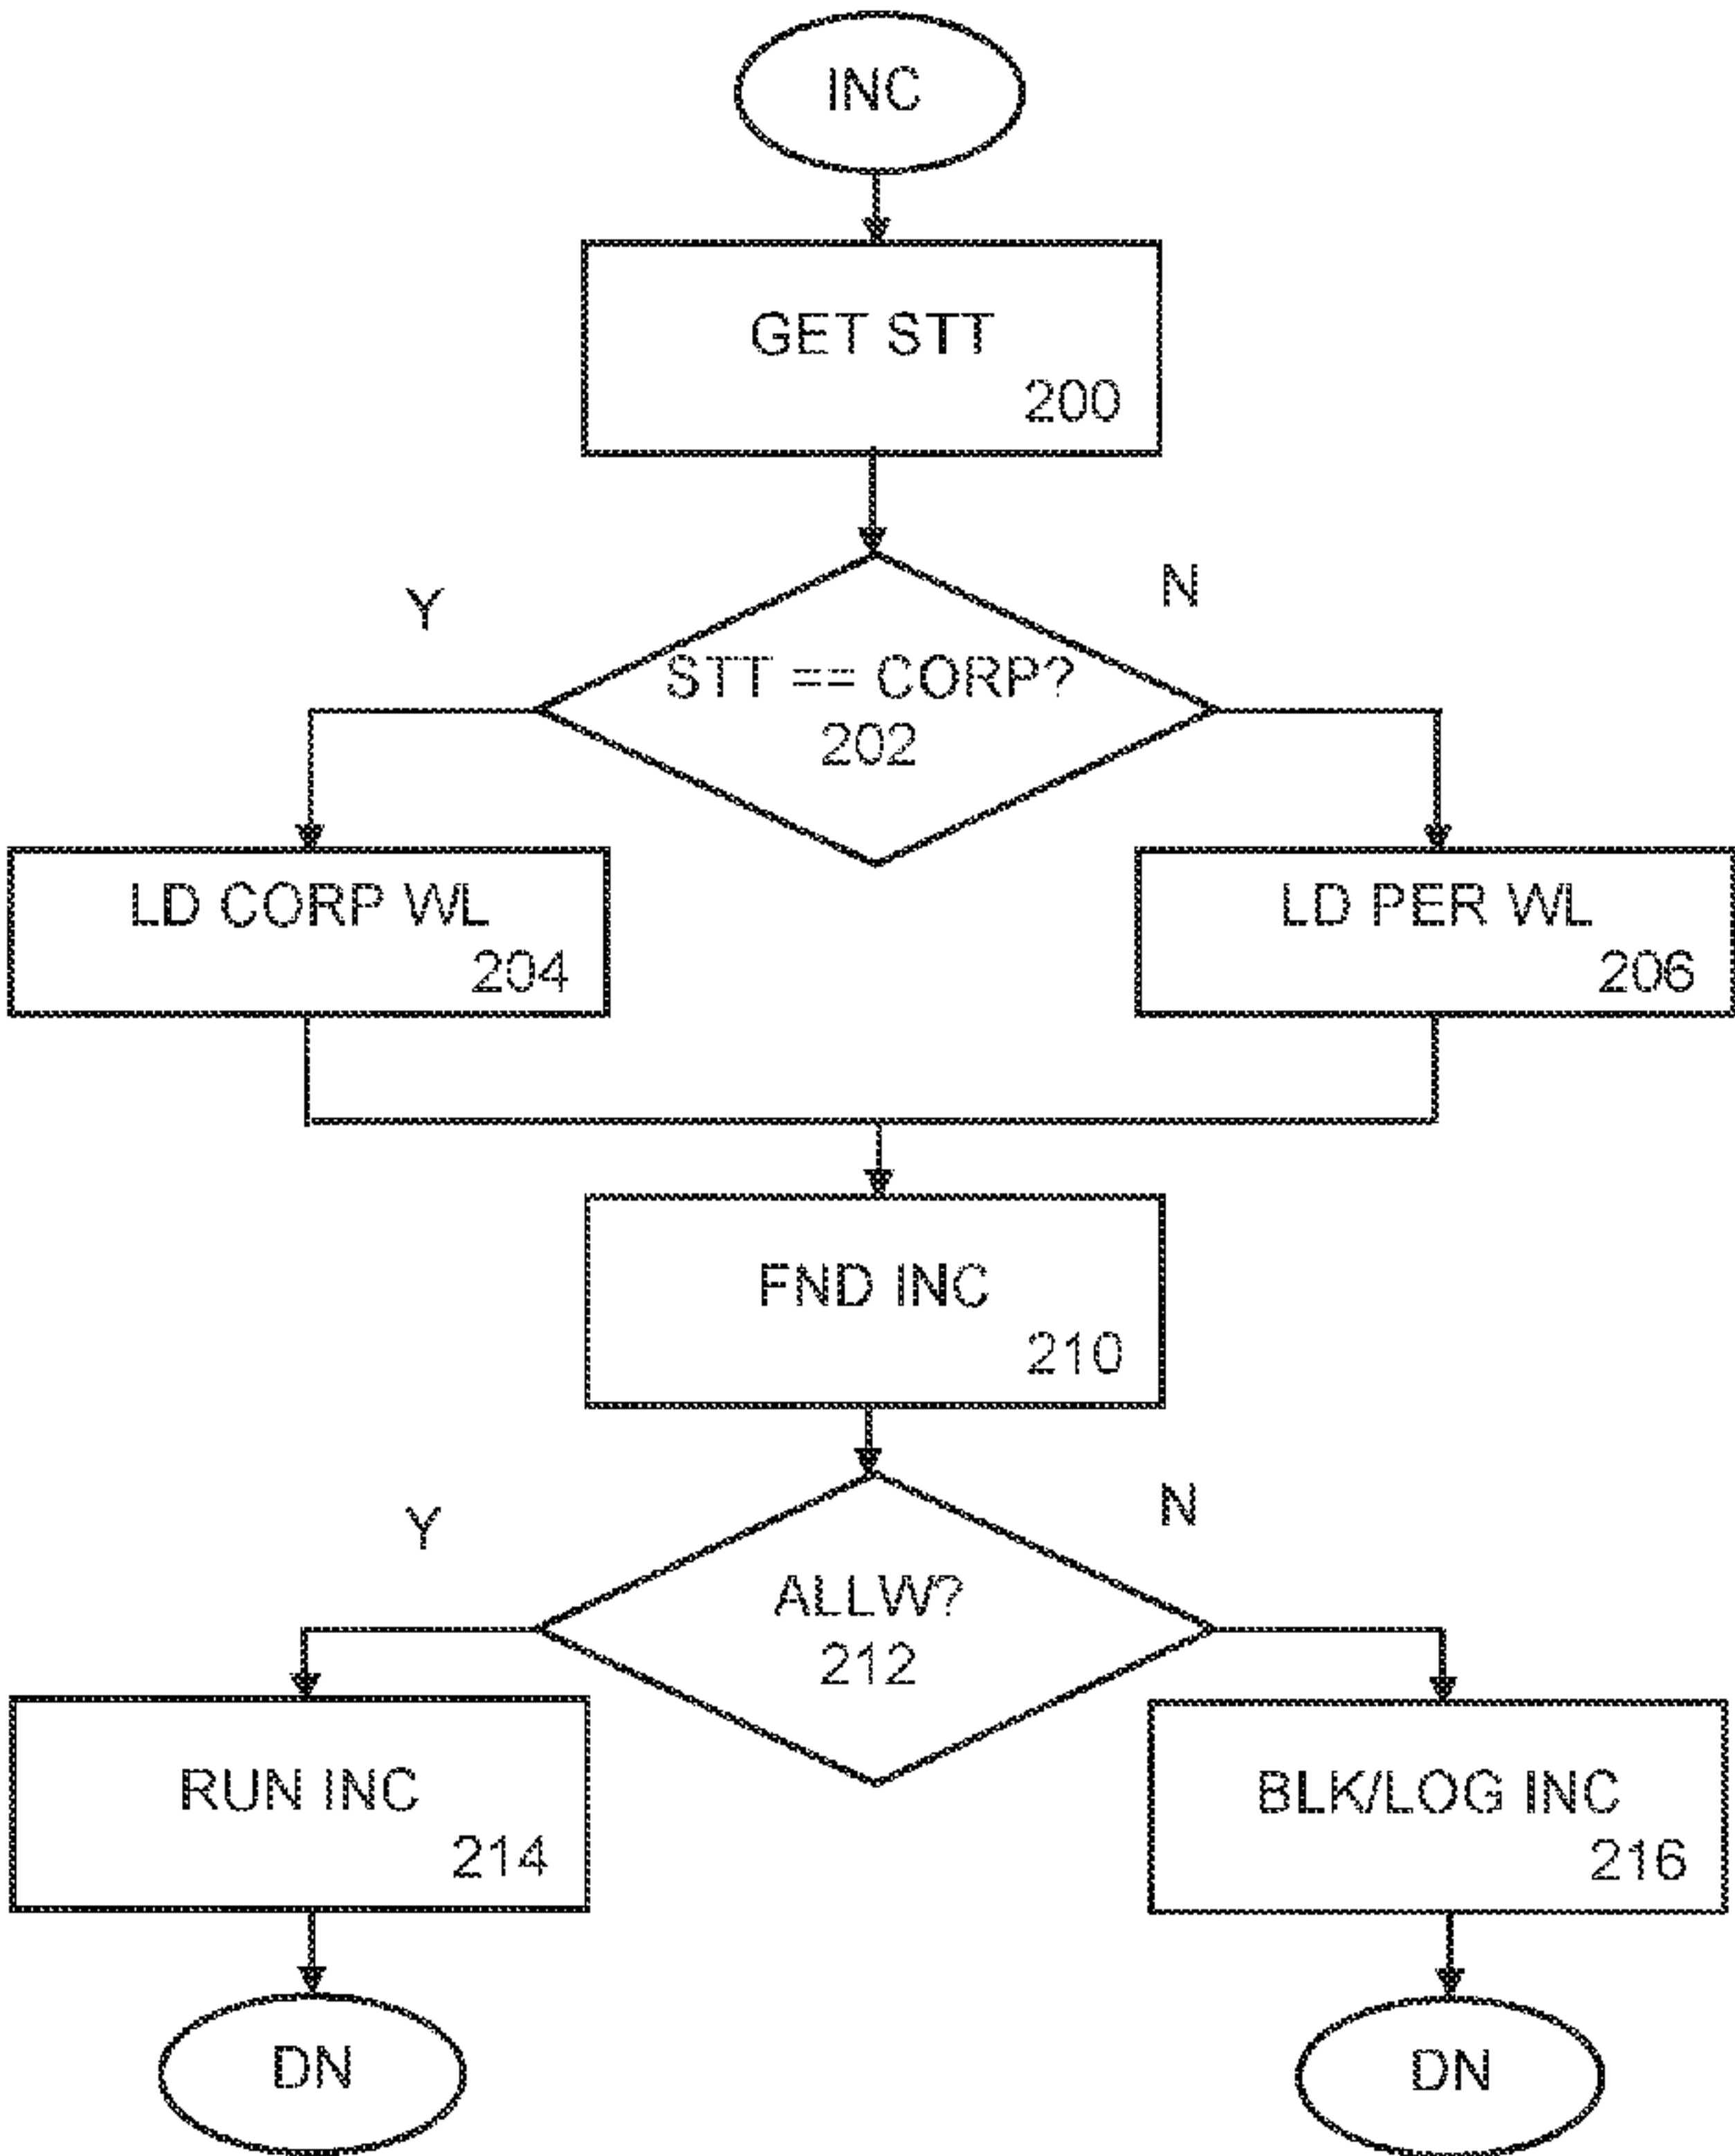 INC
GET STT
200
Y
N
STT == CORP?
202
LD CORP WL
204
LD PER WL
206
FND INC
210
Y
N
ALLW?
212
RUN INC
214
BLK/LOG INC
216
DN
DN